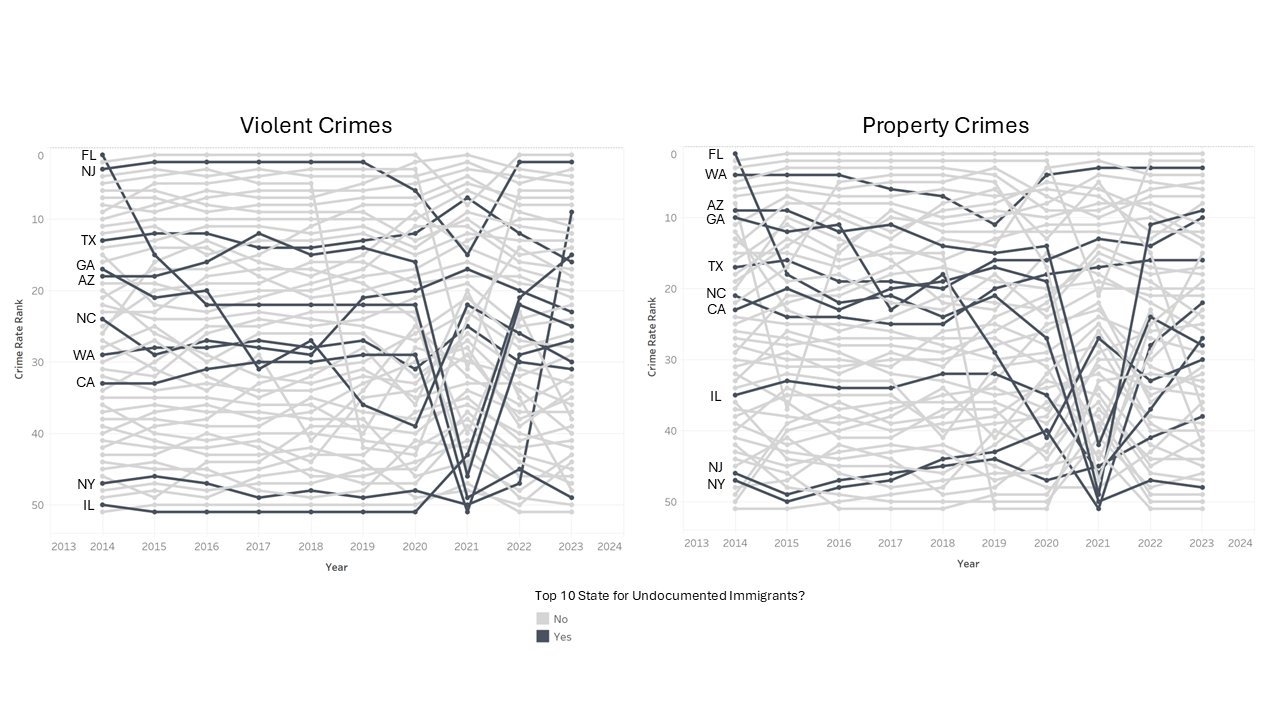 Violent Crimes
Property Crimes
Crime Rate Rank
0
10
20
30
40
50
FL
NJ
TX
GA
AZ
NC
WA
CA
NY
IL
2013 2014 2015 2016 2017 2018 2019 2020 2021 2022 2023 2024
Year
Crime Rate Rank
0
10
20
30
40
50
FL
WA
AZ
GA
TX
NC
CA
IL
NJ
NY
2013 2014 2015 2016 2017 2018 2019 2020 2021 2022 2023 2024
Year
Top 10 State for Undocumented Immigrants?
No
Yes